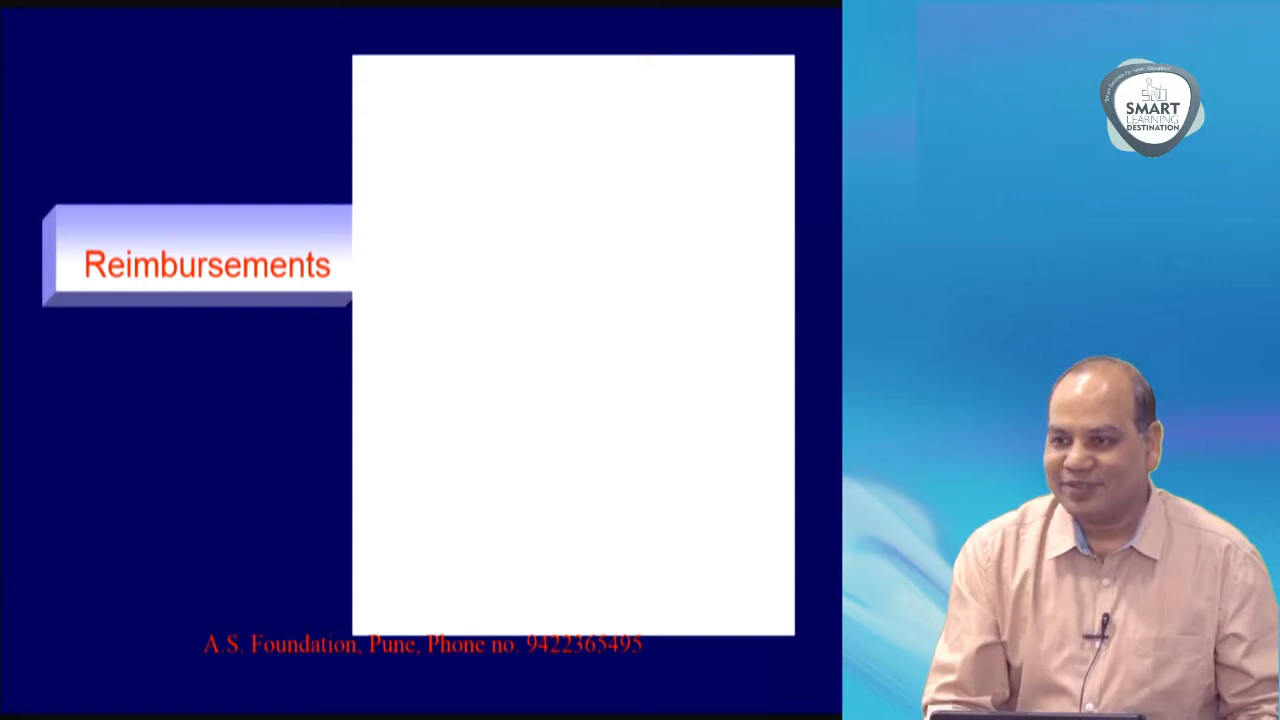 SMART
LEARNING
DESTINATION
Reimbursements
A.S. Foundation, Pune, Phone no. 9422365495